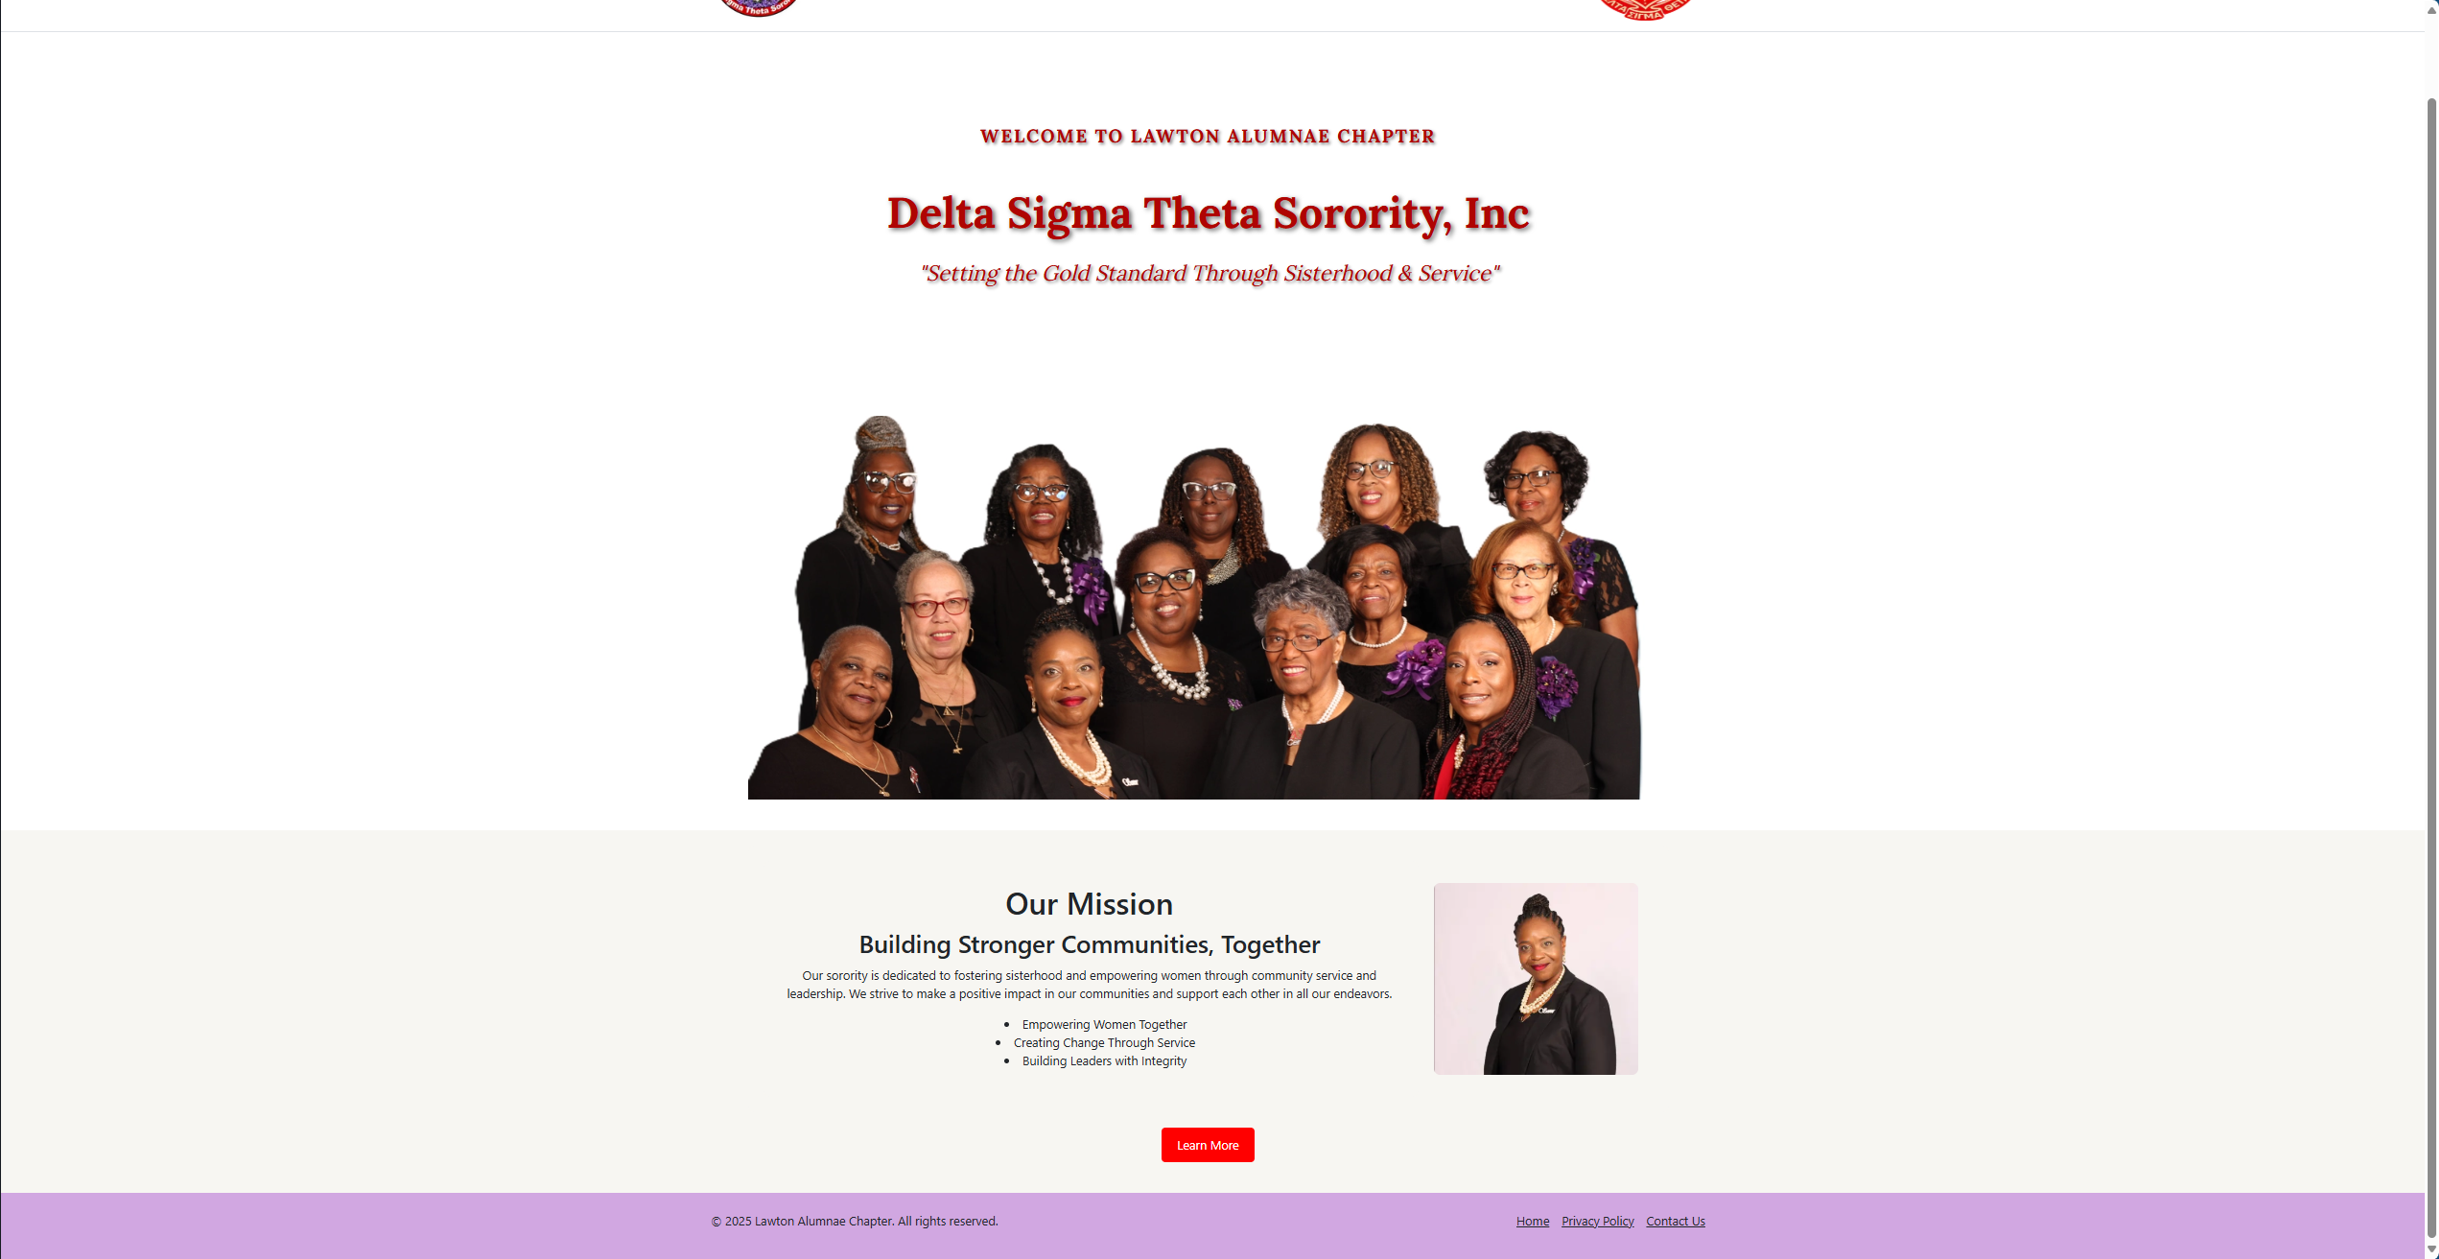 gma Theta Soro
ΣΙΓΜΑ
WELCOME TO LAWTON ALUMNAE CHAPTER
Delta Sigma Theta Sorority, Inc
"Setting the Gold Standard Through Sisterhood & Service"
Our Mission
Building Stronger Communities, Together
Our sorority is dedicated to fostering sisterhood and empowering women through community service and
leadership. We strive to make a positive impact in our communities and support each other in all our endeavors.
• Empowering Women Together
• Creating Change Through Service
• Building Leaders with Integrity
Learn More
© 2025 Lawton Alumnae Chapter. All rights reserved.
Home Privacy Policy Contact Us